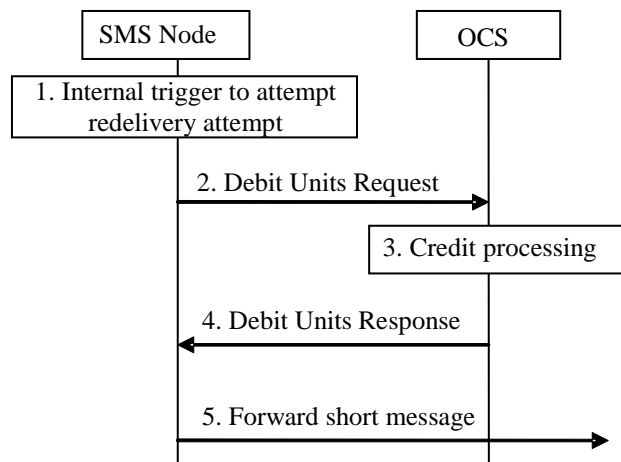 SMS Node
OCS
1. Internal trigger to attempt
redelivery attempt
2. Debit Units Request
3. Credit processing
4. Debit Units Response
5. Forward short message